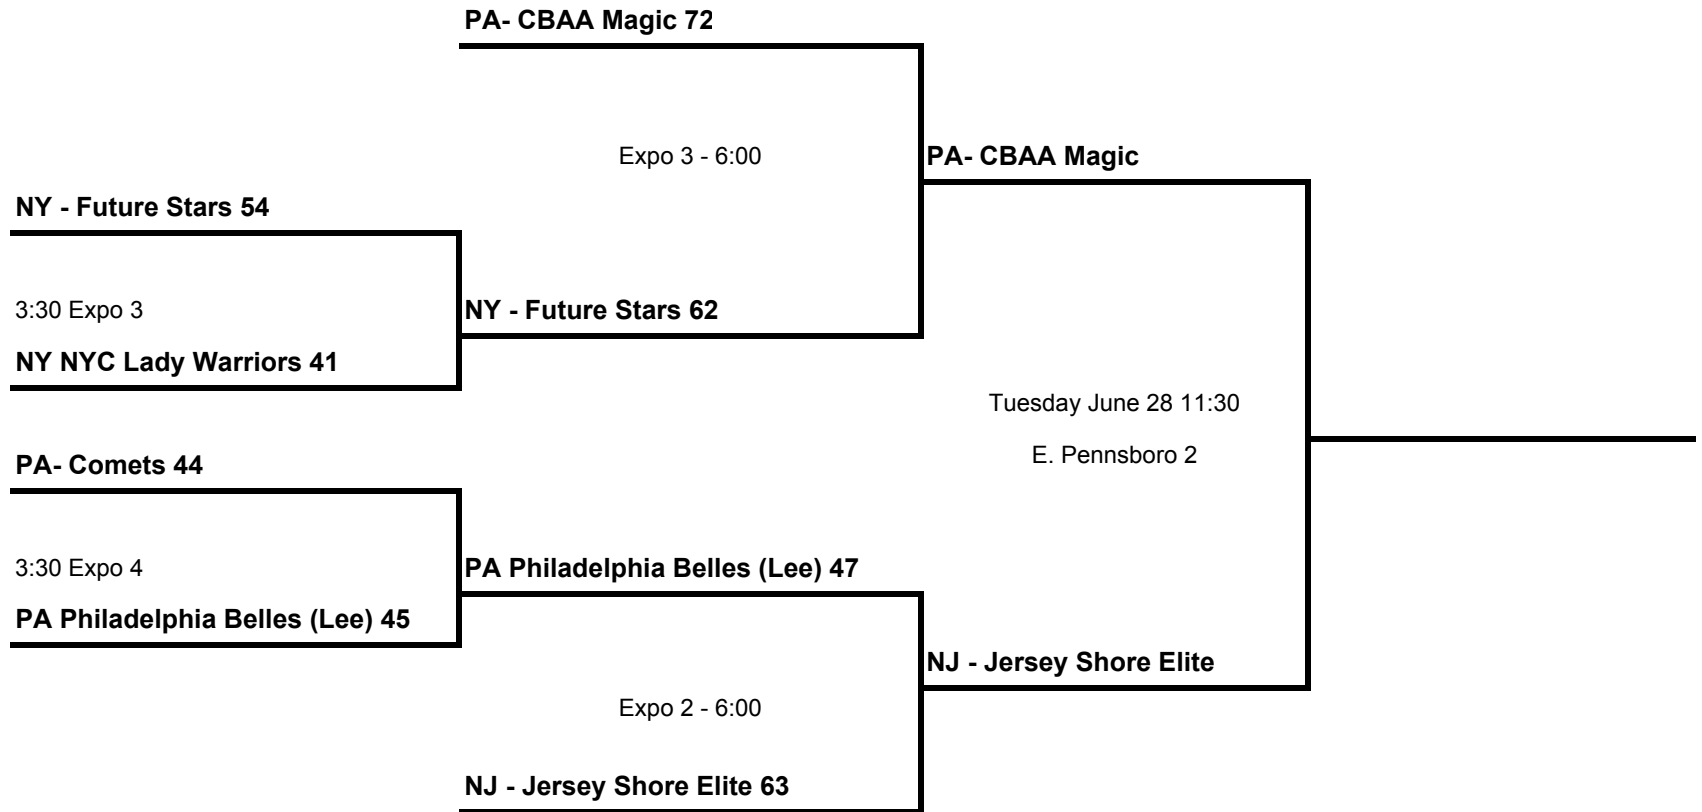 PA- CBAA Magic 72
Expo 3 - 6:00
PA- CBAA Magic
NY - Future Stars 54
3:30 Expo 3
NY - Future Stars 62
NY NYC Lady Warriors 41
Tuesday June 28 11:30
E. Pennsboro 2
PA- Comets 44
3:30 Expo 4
PA Philadelphia Belles (Lee) 47
PA Philadelphia Belles (Lee) 45
NJ - Jersey Shore Elite
Expo 2 - 6:00
NJ - Jersey Shore Elite 63